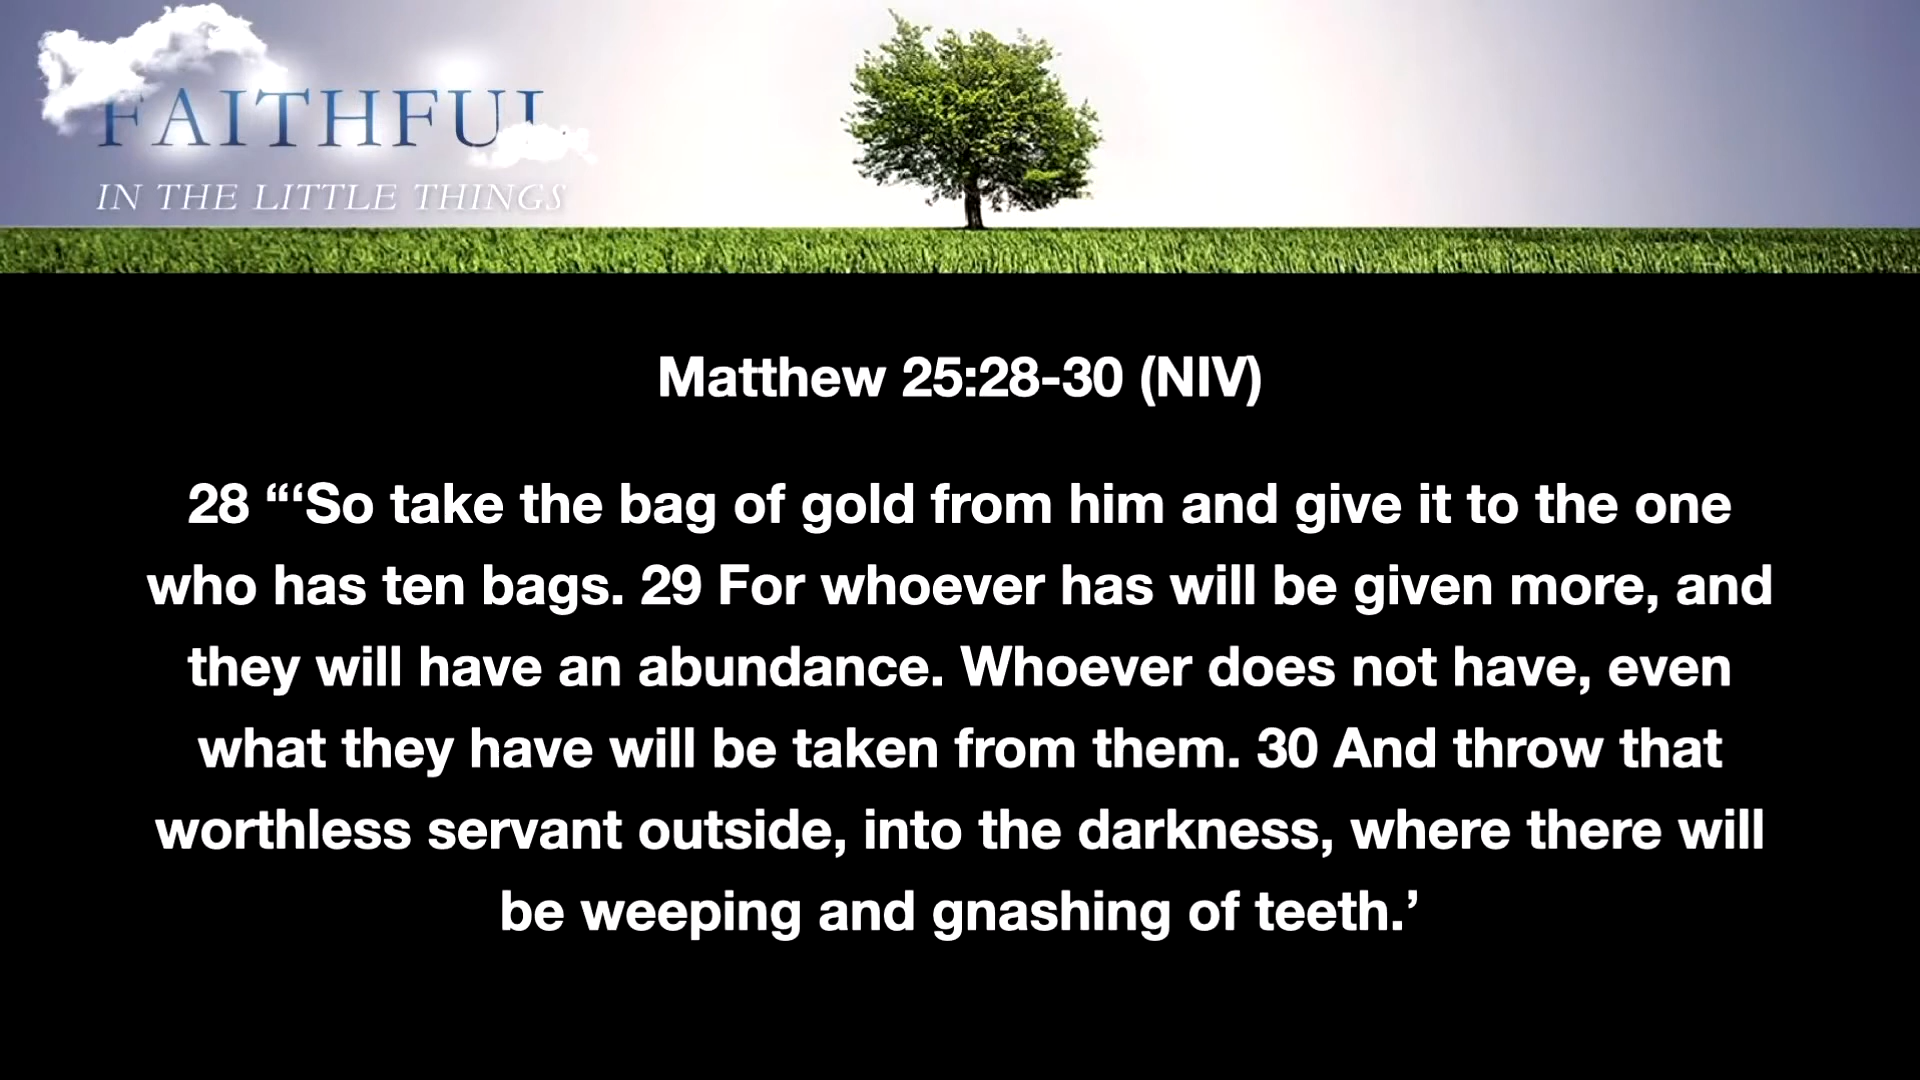 FAITHFUL
IN THE LITTLE THINGS
Matthew 25:28-30 (NIV)
28 “‘So take the bag of gold from him and give it to the one
who has ten bags. 29 For whoever has will be given more, and
they will have an abundance. Whoever does not have, even
what they have will be taken from them. 30 And throw that
worthless servant outside, into the darkness, where there will
be weeping and gnashing of teeth.’